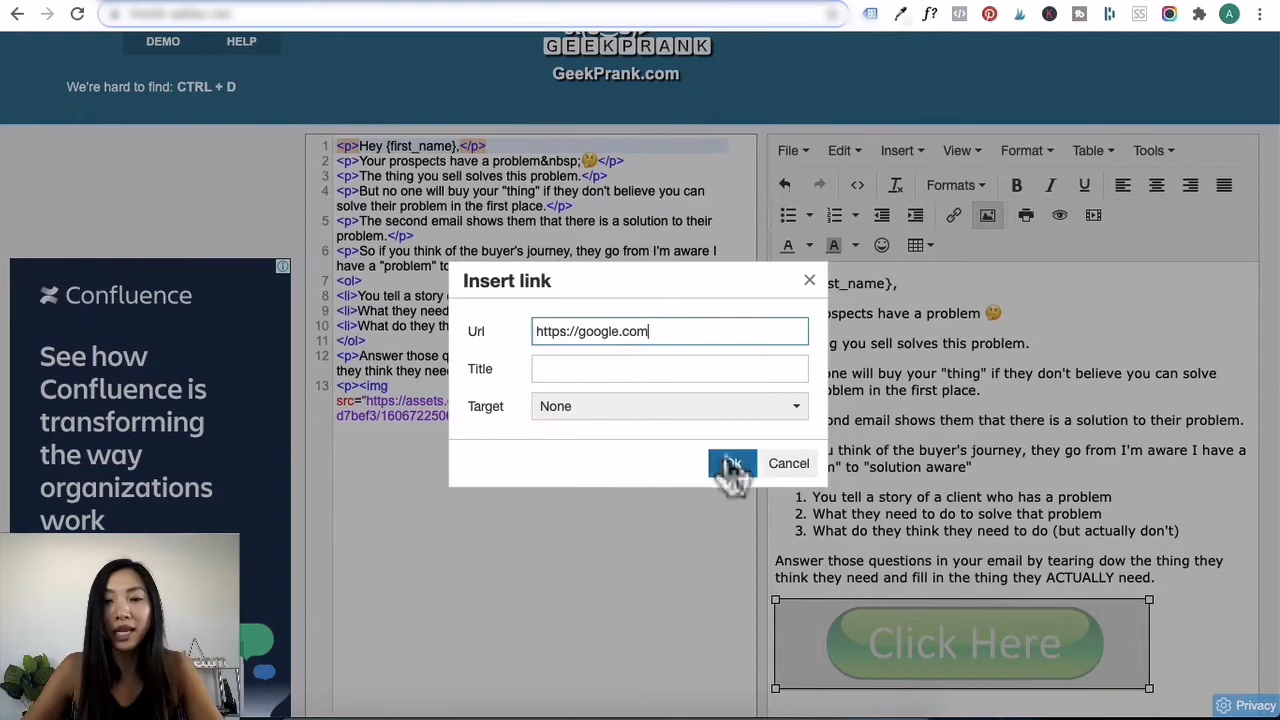 DEMO
HELP
GEEKPRANK
GeekPrank.com
We're hard to find: CTRL + D
A
f?
SS
Confluence
See how
Confluence is
transforming
the way
organizations
work
1 <p>Hey {first_name},</p>
2 <p>Your prospects have a problem&nbsp;🤔</p>
3 <p>The thing you sell solves this problem.</p>
4 <p>But no one will buy your "thing" if they don't believe you can
solve their problem in the first place.</p>
5 <p>The second email shows them that there is a solution to their
problem.</p>
6 <p>So if you think of the buyer's journey, they go from I'm aware I
have a "problem" to
7 <ol>
8 <li>You tell a story
9 <li>What they need
10 <li>What do they th
11 </ol>
12 <p>Answer those qu
they think they need
13 <p><img
src="https://assets.
d7bef3/1606722506
Insert link
Url
https://google.com
Title
Target
None
Ok
Cancel
File
Edit
Insert
View
Format
Table
Tools
Formats
B
I
U
A
A
st_name},
ospects have a problem 🤔
g you sell solves this problem.
one will buy your "thing" if they don't believe you can solve
oblem in the first place.
ond email shows them that there is a solution to their problem.
u think of the buyer's journey, they go from I'm aware I have a
m" to "solution aware"
1. You tell a story of a client who has a problem
2. What they need to do to solve that problem
3. What do they think they need to do (but actually don't)
Answer those questions in your email by tearing dow the thing they
think they need and fill in the thing they ACTUALLY need.
Click Here
Privacy